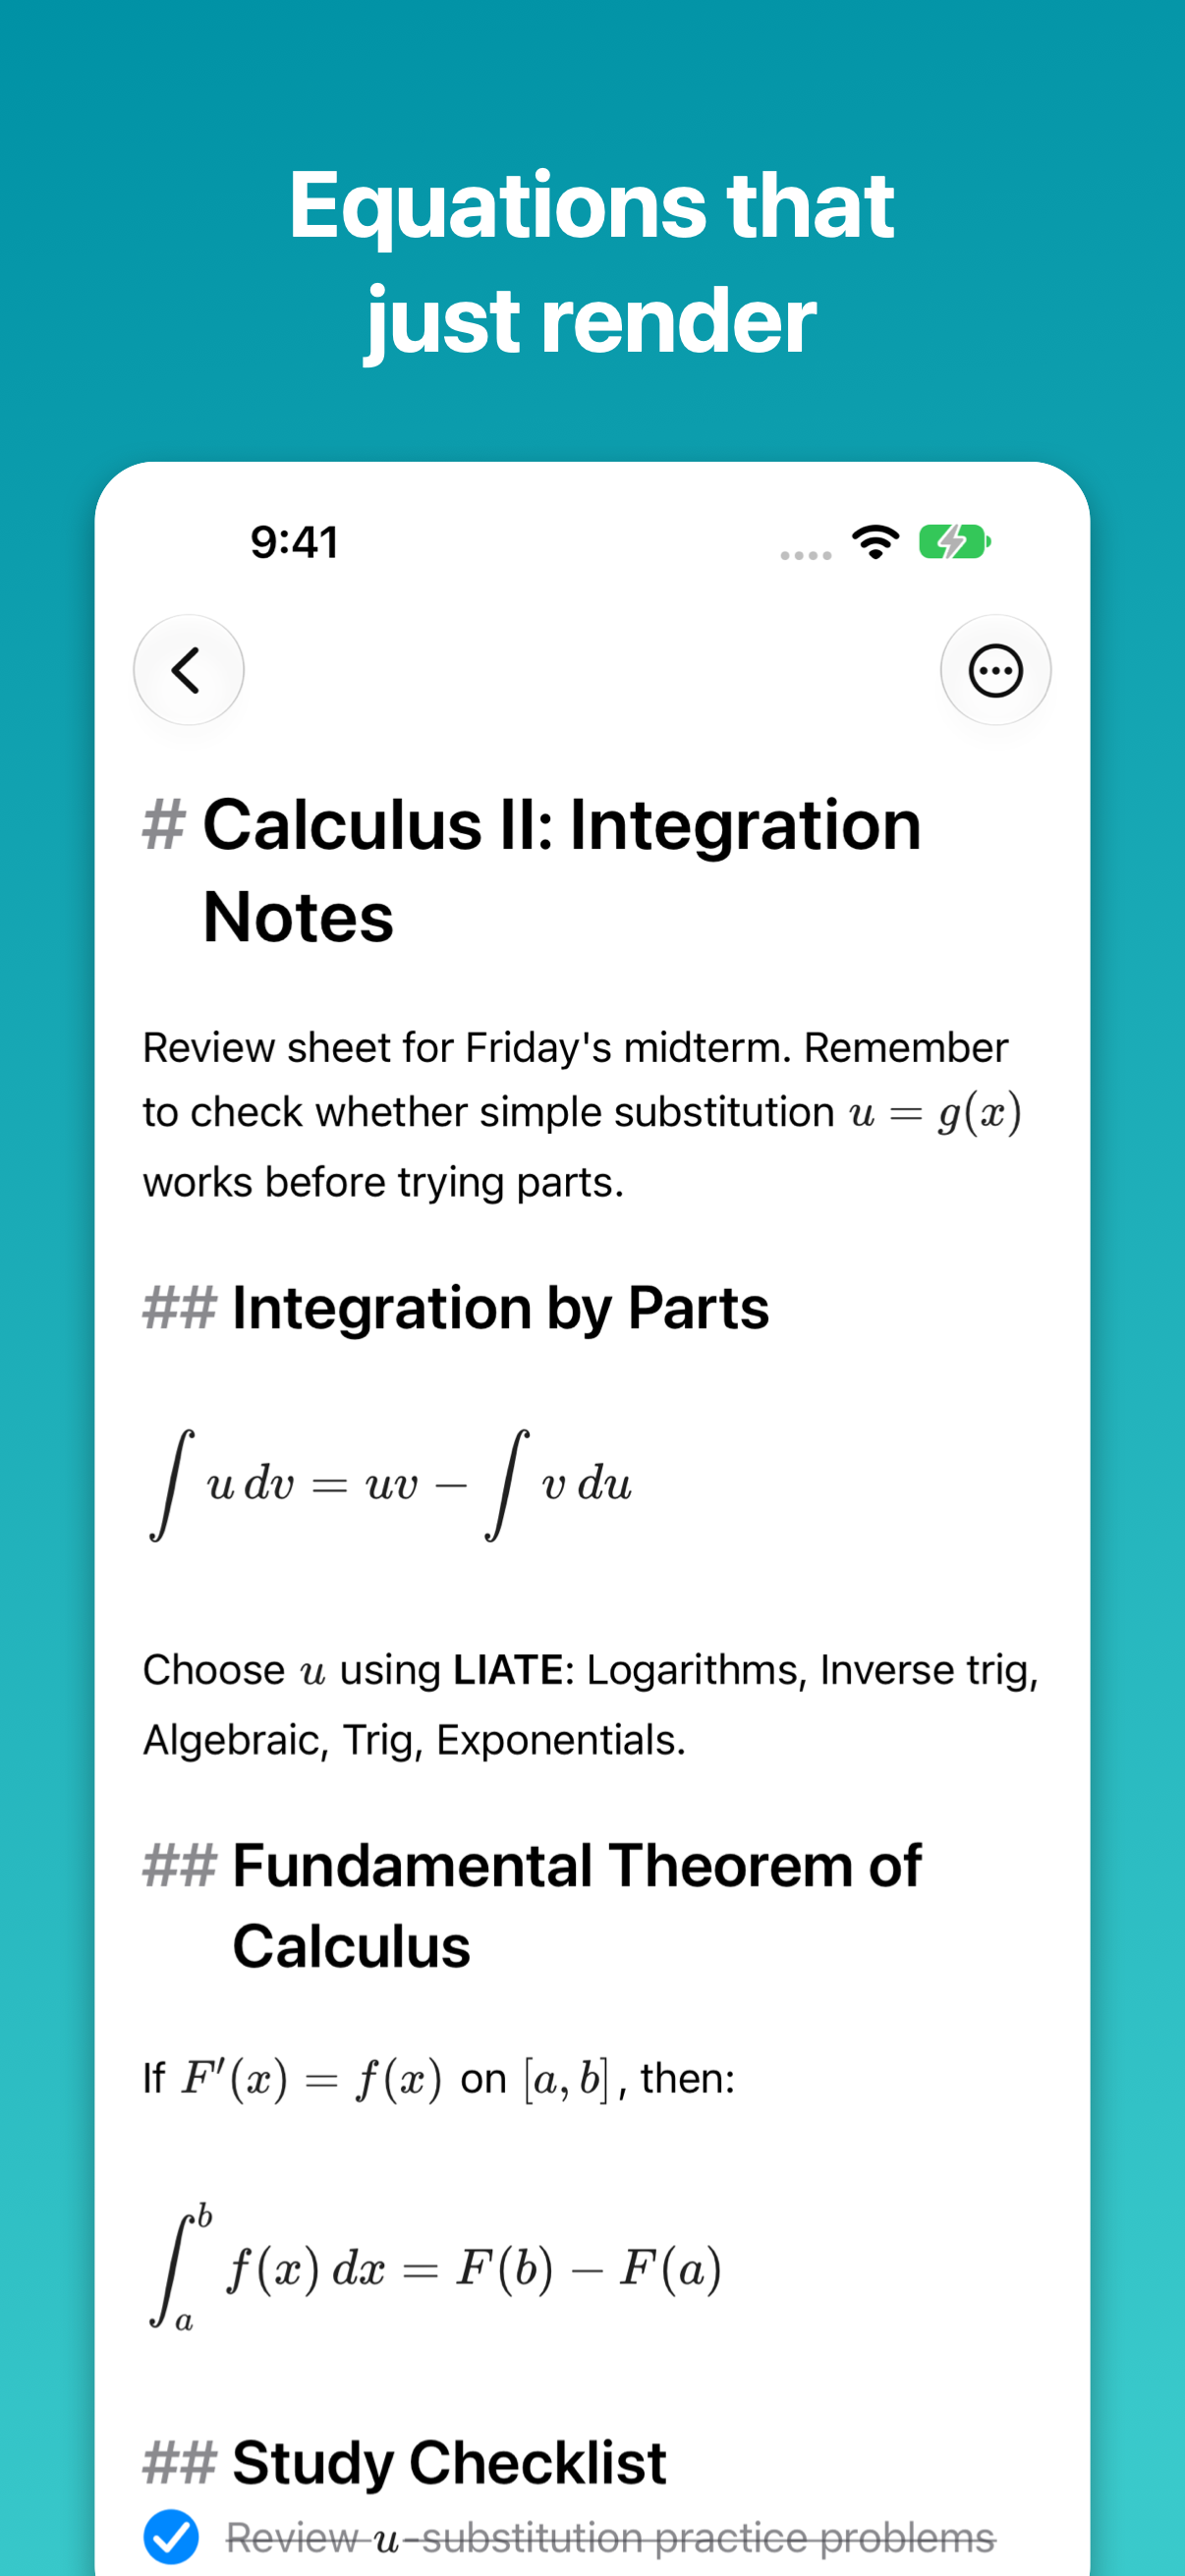 Equations that
just render
9:41
# Calculus II: Integration
Notes
Review sheet for Friday's midterm. Remember
to check whether simple substitution u = g(x)
works before trying parts.
## Integration by Parts
∫ u dv = uv − ∫ v du
Choose u using LIATE: Logarithms, Inverse trig,
Algebraic, Trig, Exponentials.
## Fundamental Theorem of
Calculus
If F′(x) = f(x) on [a, b], then:
∫ₐᵇ f(x) dx = F(b) − F(a)
## Study Checklist
Review u-substitution practice problems